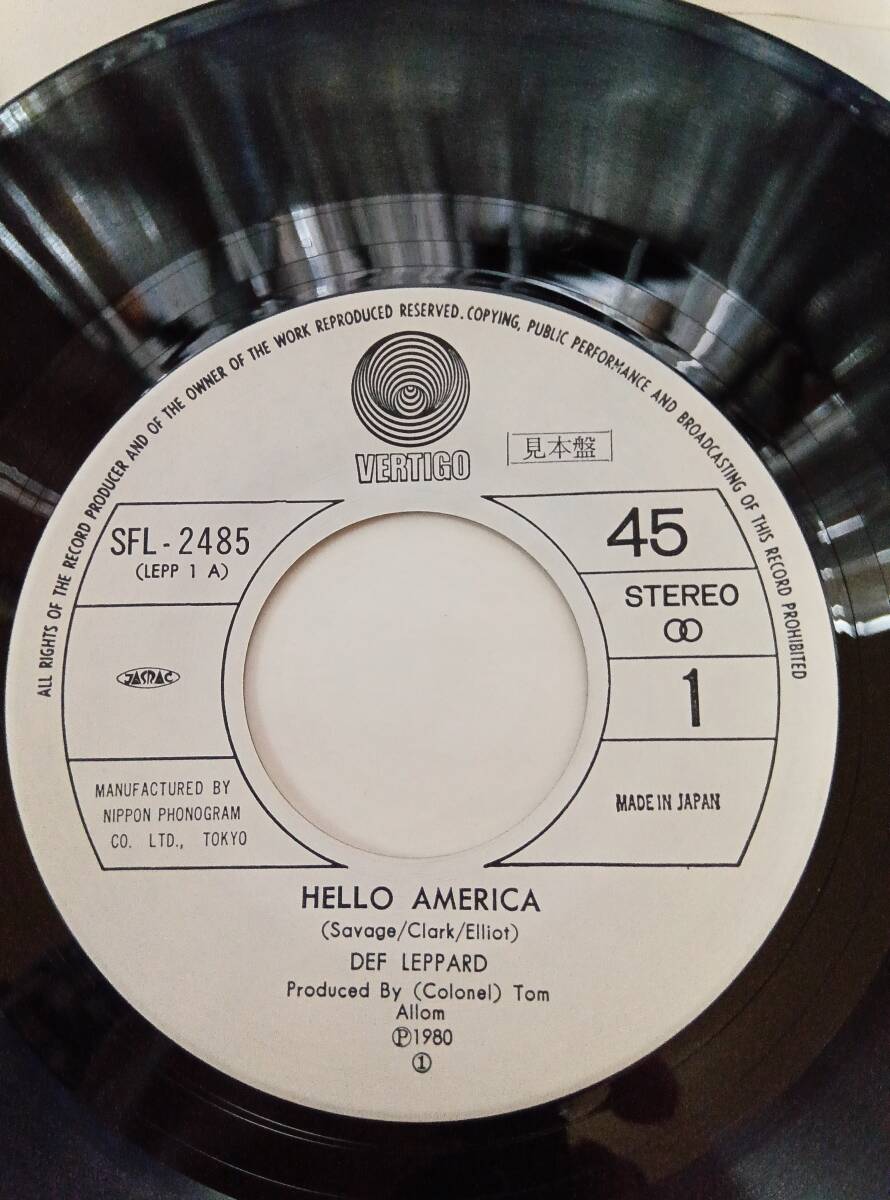 ALL RIGHTS OF THE RECORD PRODUCER AND OF THE OWNER OF THE WORK REPRODUCED RESERVED. COPYING, PUBLIC PERFORMANCE AND BROADCASTING OF THIS RECORD PROHIBITED
VERTIGO
見本盤
SFL-2485
(LEPP 1 A)
JASRAC
MANUFACTURED BY
NIPPON PHONOGRAM
CO. LTD., TOKYO
45
STEREO
1
MADE IN JAPAN
HELLO AMERICA
(Savage/Clark/Elliot)
DEF LEPPARD
Produced By (Colonel) Tom
Allom
Ⓟ1980
①